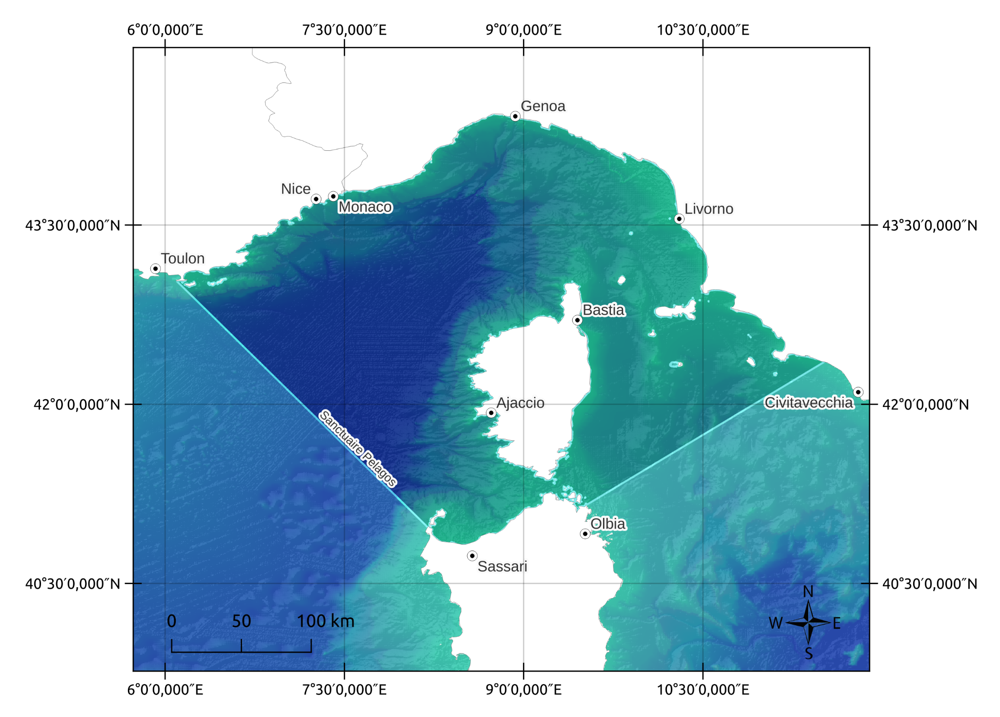 6°0′0,000″E
7°30′0,000″E
9°0′0,000″E
10°30′0,000″E
Genoa
Nice
Monaco
Livorno
43°30′0,000″N
43°30′0,000″N
Toulon
Bastia
Ajaccio
Civitavecchia
42°0′0,000″N
42°0′0,000″N
Sanctuaire Pelagos
Olbia
Sassari
40°30′0,000″N
40°30′0,000″N
N
W E
S
0 50 100 km
6°0′0,000″E
7°30′0,000″E
9°0′0,000″E
10°30′0,000″E